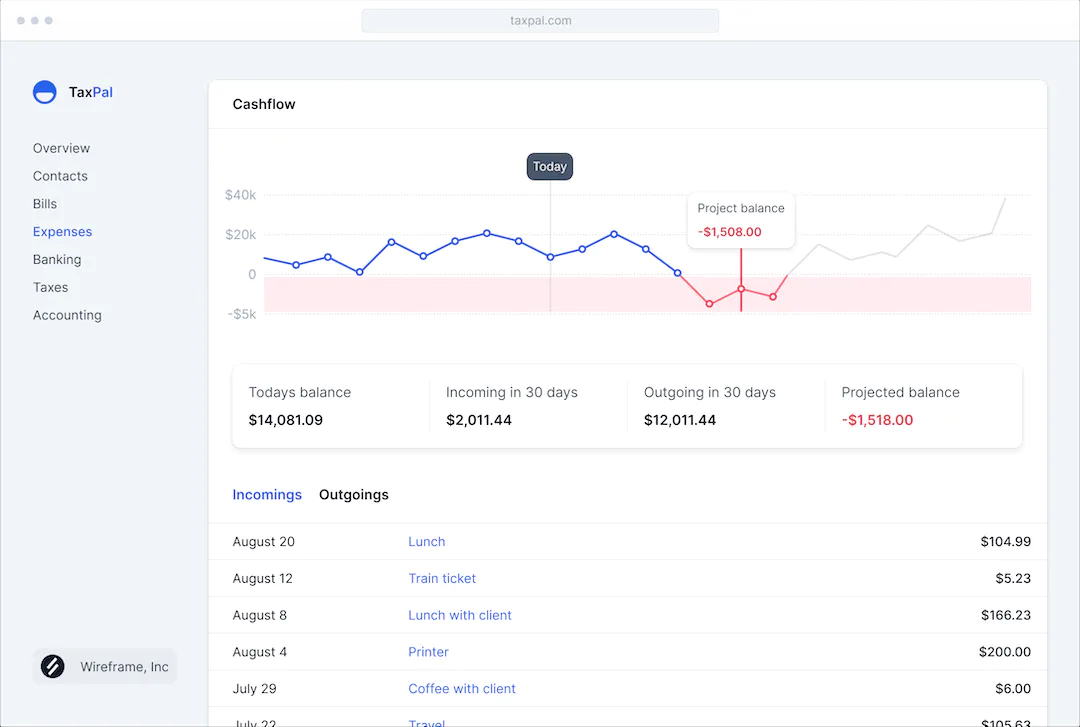 taxpal.com
TaxPal
Overview
Contacts
Bills
Expenses
Banking
Taxes
Accounting
Wireframe, Inc
Cashflow
Today
$40k
$20k
0
-$5k
Project balance
-$1,508.00
Todays balance
$14,081.09
Incoming in 30 days
$2,011.44
Outgoing in 30 days
$12,011.44
Projected balance
-$1,518.00
Incomings Outgoings
August 20 Lunch $104.99
August 12 Train ticket $5.23
August 8 Lunch with client $166.23
August 4 Printer $200.00
July 29 Coffee with client $6.00
July 22 Travel $105.63